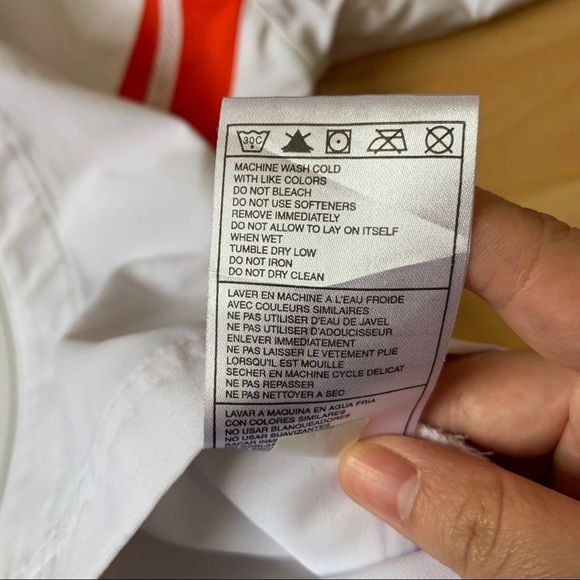 30C
MACHINE WASH COLD
WITH LIKE COLORS
DO NOT BLEACH
DO NOT USE SOFTENERS
REMOVE IMMEDIATELY
DO NOT ALLOW TO LAY ON ITSELF
WHEN WET
TUMBLE DRY LOW
DO NOT IRON
DO NOT DRY CLEAN
LAVER EN MACHINE A L'EAU FROIDE
AVEC COULEURS SIMILAIRES
NE PAS UTILISER D'EAU DE JAVEL
NE PAS UTILISER D'ADOUCISSEUR
ENLEVER IMMEDIATEMENT
NE PAS LAISSER LE VETEMENT PLIE
LORSQU'IL EST MOUILLE
SECHER EN MACHINE CYCLE DELICAT
NE PAS REPASSER
NE PAS NETTOYER A SEC
LAVAR A MAQUINA EN AGUA FRIA
CON COLORES SIMILARES
NO USAR BLANQUEADORES
NO USAR SUAVIZANTES